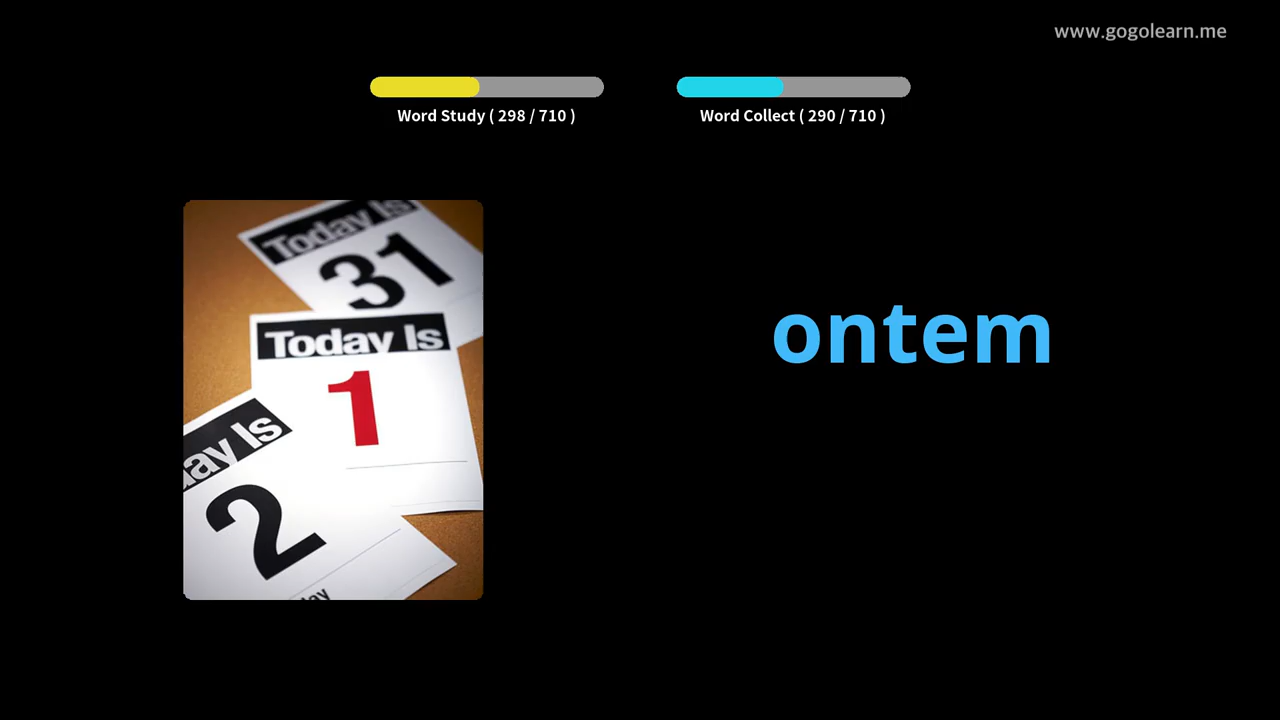 www.gogolearn.me
Word Study ( 298 / 710 )
Word Collect ( 290 / 710 )
Today Is
31
Today Is
1
ay Is
2
ontem